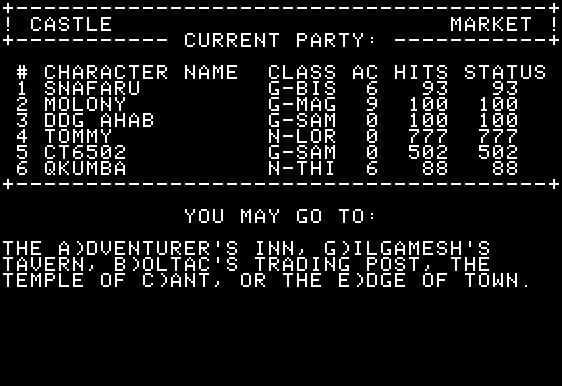 +--------------------------------------+
! CASTLE                        MARKET !
+----------- CURRENT PARTY: -----------+
 # CHARACTER NAME  CLASS AC HITS STATUS
 1 SNAFARU         G-BIS  6   93   93
 2 MOLONY          G-MAG  9  100  100
 3 DDG AHAB        G-SAM  0  100  100
 4 TOMMY           N-LOR  0  777  777
 5 CT6502          G-SAM  0  502  502
 6 QKUMBA          N-THI  6   88   88
+--------------------------------------+
YOU MAY GO TO:
THE A)DVENTURER'S INN, G)ILGAMESH'S
TAVERN, B)OLTAC'S TRADING POST, THE
TEMPLE OF C)ANT, OR THE E)DGE OF TOWN.